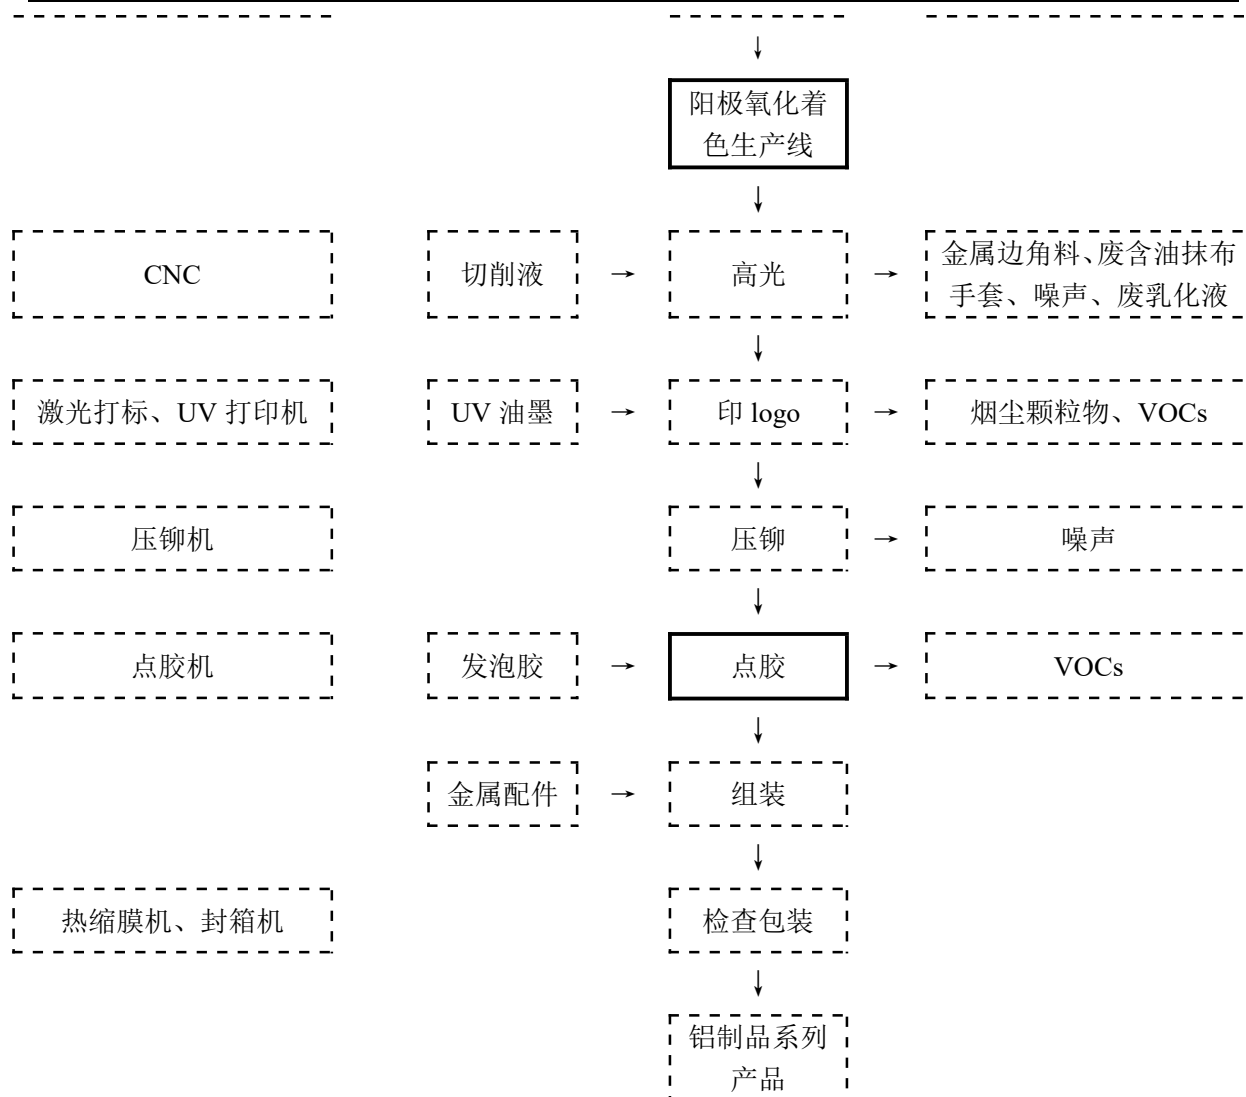 阳极氧化着
色生产线
CNC
切削液
高光
金属边角料、废含油抹布
手套、噪声、废乳化液
激光打标、UV 打印机
UV 油墨
印 logo
烟尘颗粒物、VOCs
压铆机
压铆
噪声
点胶机
发泡胶
点胶
VOCs
金属配件
组装
热缩膜机、封箱机
检查包装
铝制品系列
产品